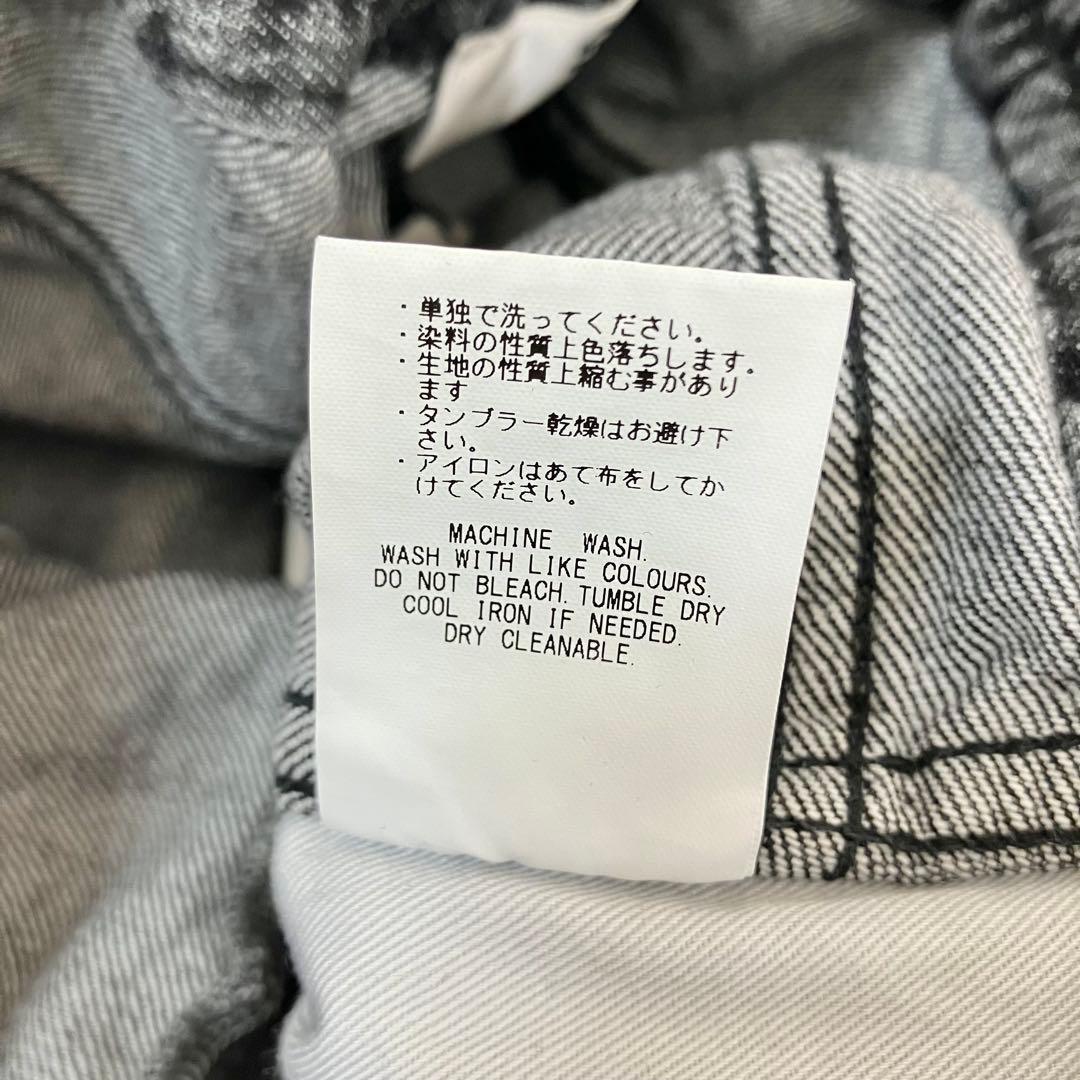 ・単独で洗ってください。
・染料の性質上色落ちします。
・生地の性質上縮む事があり
ます
・タンブラー乾燥はお避け下
さい。
・アイロンはあて布をしてか
けてください。
MACHINE WASH.
WASH WITH LIKE COLOURS.
DO NOT BLEACH.TUMBLE DRY
COOL IRON IF NEEDED.
DRY CLEANABLE.